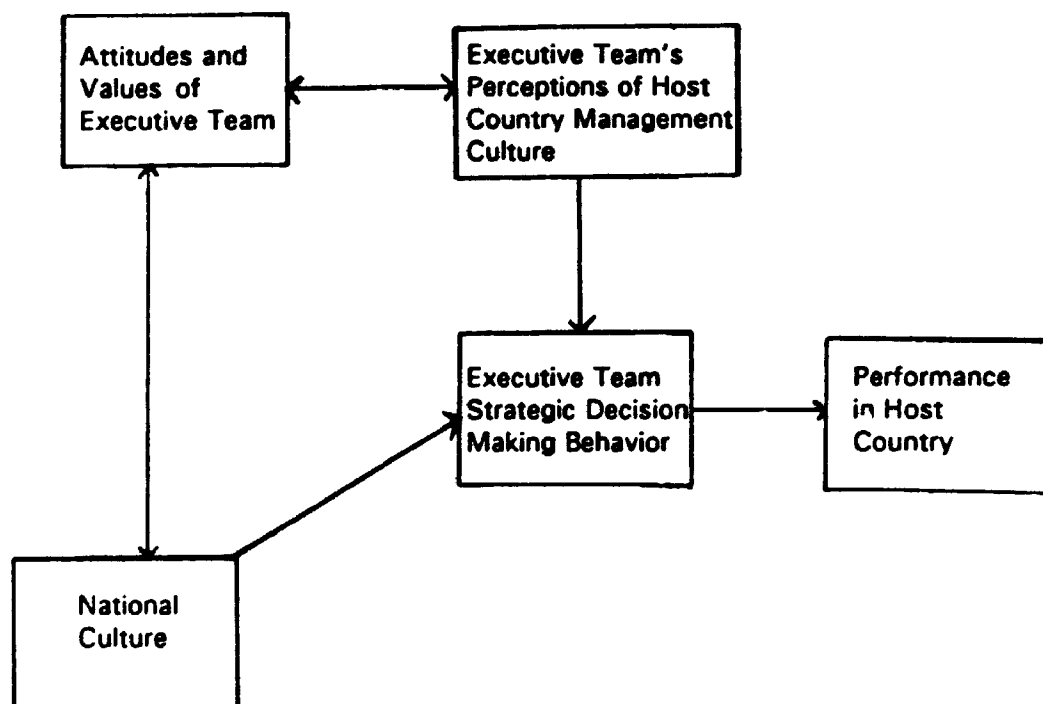 Attitudes and
Values of
Executive Team
Executive Team's
Perceptions of Host
Country Management
Culture
Executive Team
Strategic Decision
Making Behavior
Performance
in Host
Country
National
Culture